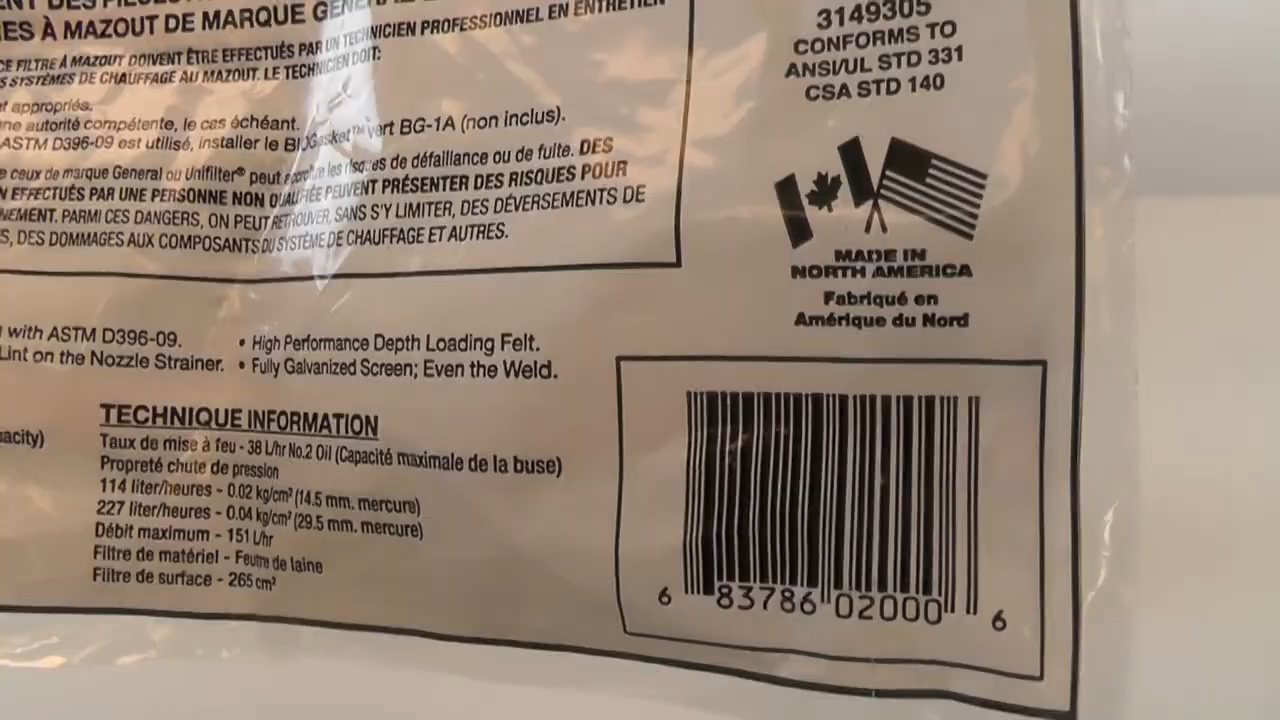 ES À MAZOUT DE MARQUE
CE FILTRE À MAZOUT DOIVENT ÊTRE EFFECTUÉS PAR UN TECHNICIEN PROFESSIONNEL EN ENTRETIEN
S SYSTÈMES DE CHAUFFAGE AU MAZOUT. LE TECHNICIEN DOIT:
t appropriés.
ne autorité compétente, le cas échéant.
ASTM D396-09 est utilisé, installer le vert BG-1A (non inclus).
e ceux de marque General ou Unifilter® peut les risques de défaillance ou de fuite. DES
N EFFECTUÉS PAR UNE PERSONNE NON QUALIFIÉE PEUVENT PRÉSENTER DES RISQUES POUR
NEMENT. PARMI CES DANGERS, ON PEUT RETROUVER, SANS S'Y LIMITER, DES DÉVERSEMENTS DE
S, DES DOMMAGES AUX COMPOSANTS DU SYSTÈME DE CHAUFFAGE ET AUTRES.
3149305
CONFORMS TO
ANSI/UL STD 331
CSA STD 140
MADE IN
NORTH AMERICA
Fabriqué en
Amérique du Nord
with ASTM D396-09.
Lint on the Nozzle Strainer.
• High Performance Depth Loading Felt.
• Fully Galvanized Screen; Even the Weld.
acity)
TECHNIQUE INFORMATION
Taux de mise à feu - 38 L/hr No.2 Oil (Capacité maximale de la buse)
Propreté chute de pression
114 liter/heures - 0.02 kg/cm² (14.5 mm. mercure)
227 liter/heures - 0.04 kg/cm² (29.5 mm. mercure)
Débit maximum - 151 L/hr
Filtre de matériel - Feutre de laine
Filtre de surface - 265 cm²
6 83786 02000 6